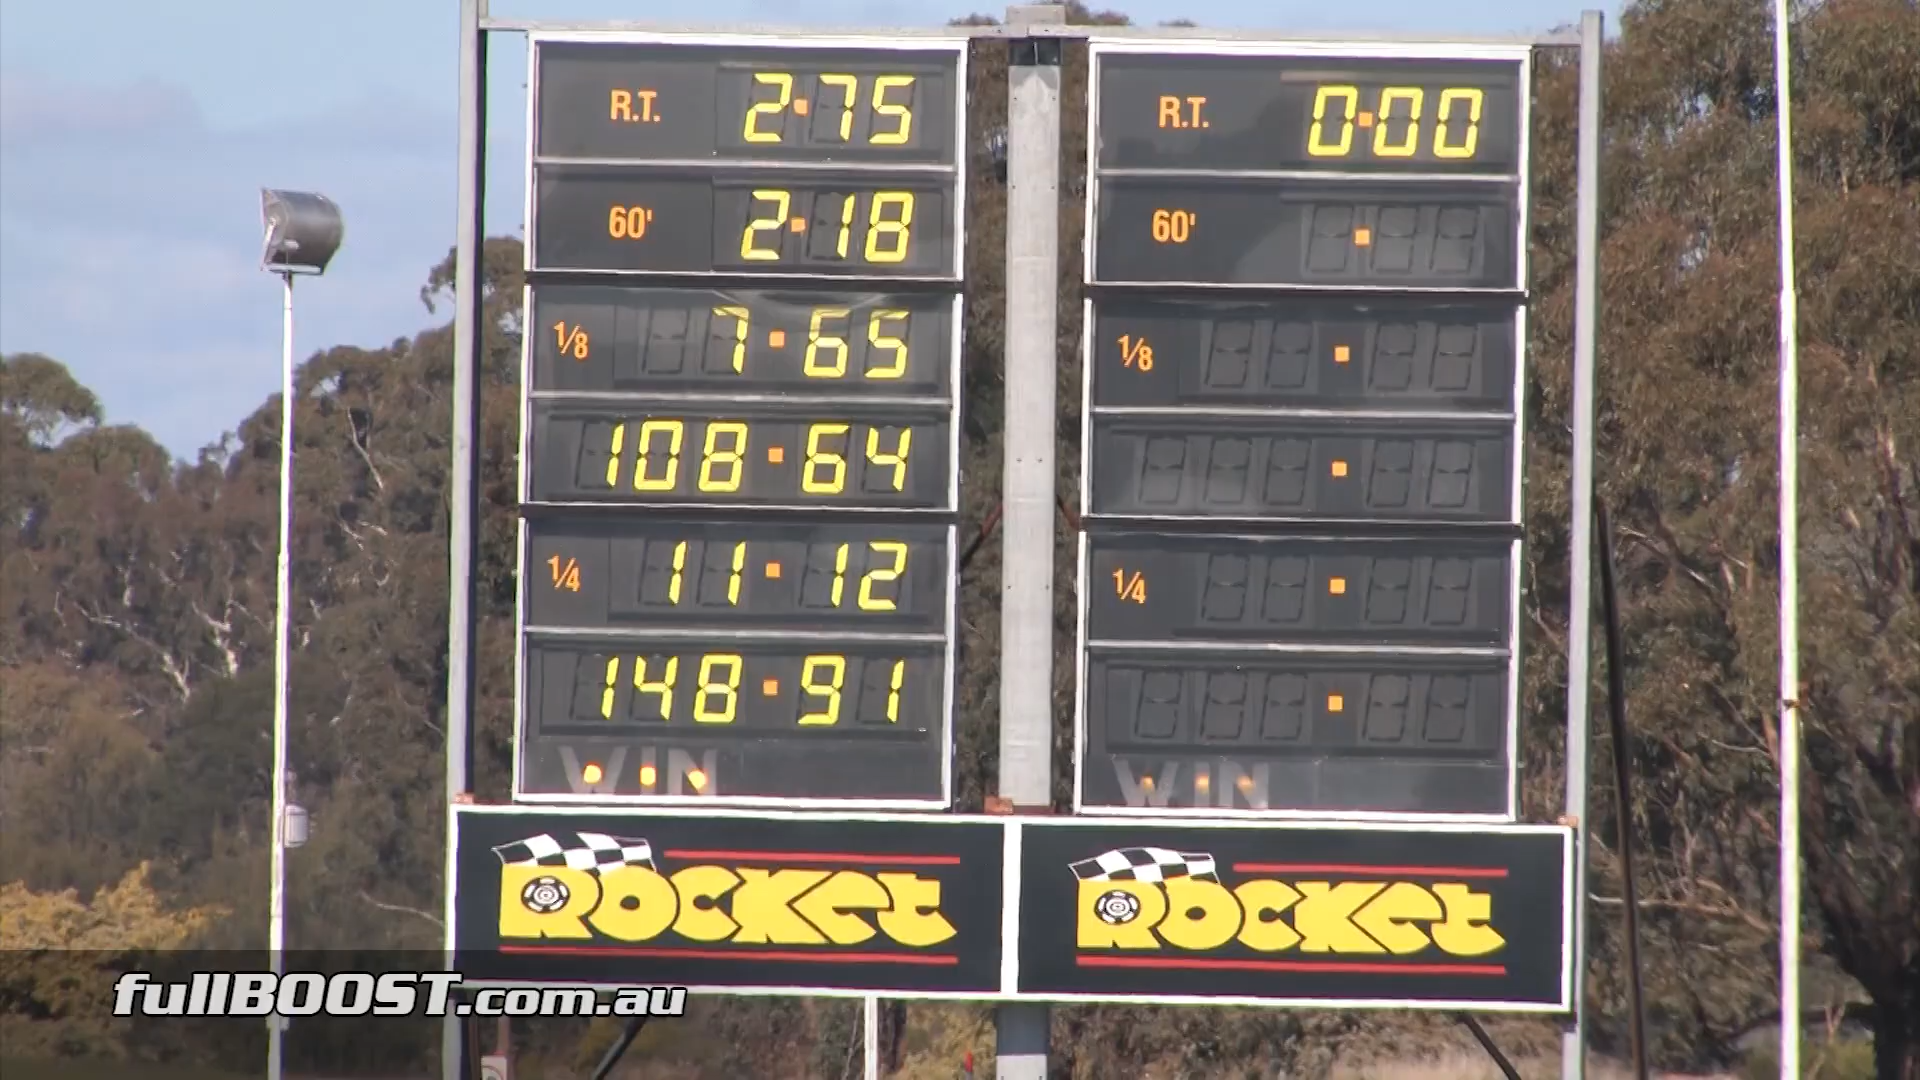 R.T. 2.75
60' 2.18
1/8 7.65
108.64
1/4 11.12
148.91
WIN
R.T. 0.00
60' .
1/8 .
.
1/4 .
.
WIN
ROCKET
ROCKET
fullBOOST.com.au